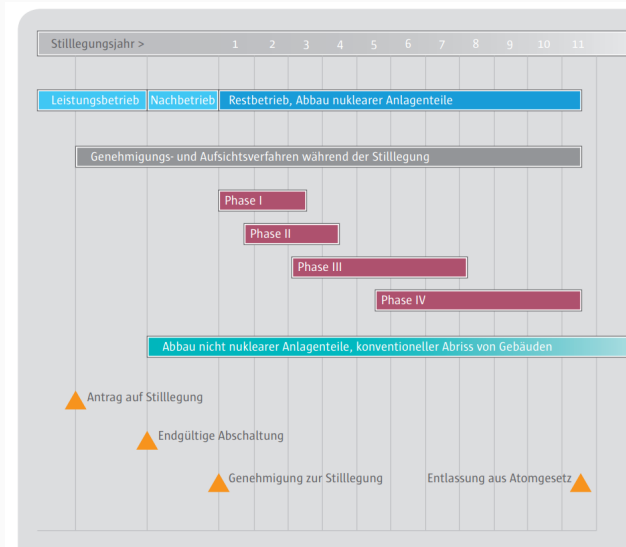 Stilllegungsjahr > 1 2 3 4 5 6 7 8 9 10 11
Leistungsbetrieb Nachbetrieb Restbetrieb, Abbau nuklearer Anlagenteile
Genehmigungs- und Aufsichtsverfahren während der Stilllegung
Phase I
Phase II
Phase III
Phase IV
Abbau nicht nuklearer Anlagenteile, konventioneller Abriss von Gebäuden
Antrag auf Stilllegung
Endgültige Abschaltung
Genehmigung zur Stilllegung Entlassung aus Atomgesetz